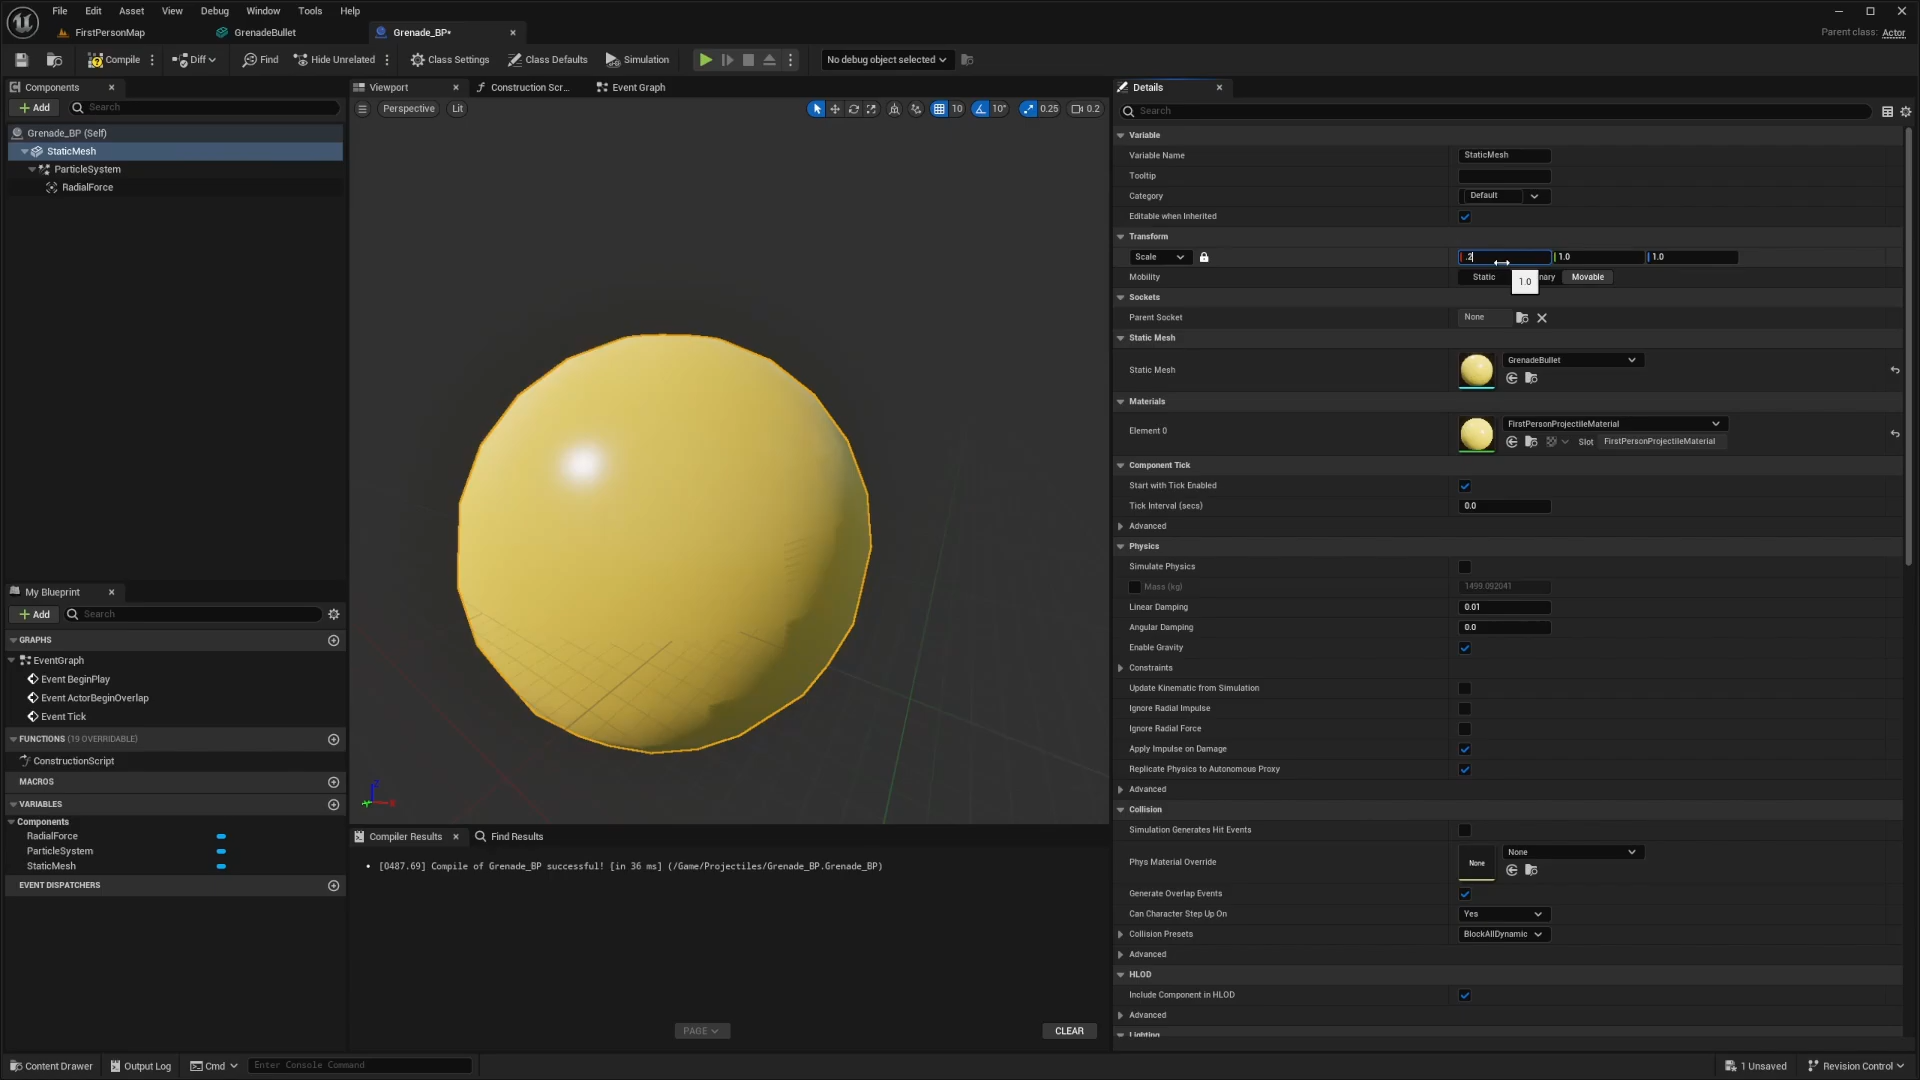 File Edit Asset View Debug Window Tools Help
FirstPersonMap GrenadeBullet Grenade_BP*
Parent class: Actor
Compile Diff Find Hide Unrelated Class Settings Class Defaults Simulation No debug object selected
Components
Add Search
Grenade_BP (Self)
StaticMesh
ParticleSystem
RadialForce
Viewport Construction Scr... Event Graph
Perspective Lit 10 10° 0.25 0.2
Details
Search
Variable
Variable Name StaticMesh
Tooltip
Category Default
Editable when Inherited
Transform
Scale .2 1.0 1.0
Mobility Static nary Movable
1.0
Sockets
Parent Socket None
Static Mesh
Static Mesh GrenadeBullet
Materials
Element 0 FirstPersonProjectileMaterial
Slot FirstPersonProjectileMaterial
Component Tick
Start with Tick Enabled
Tick Interval (secs) 0.0
Advanced
Physics
Simulate Physics
Mass (kg) 1499.092041
Linear Damping 0.01
Angular Damping 0.0
Enable Gravity
Constraints
Update Kinematic from Simulation
Ignore Radial Impulse
Ignore Radial Force
Apply Impulse on Damage
Replicate Physics to Autonomous Proxy
Advanced
Collision
Simulation Generates Hit Events
Phys Material Override None None
Generate Overlap Events
Can Character Step Up On Yes
Collision Presets BlockAllDynamic
Advanced
HLOD
Include Component in HLOD
Advanced
Lighting
My Blueprint
Add Search
GRAPHS
EventGraph
Event BeginPlay
Event ActorBeginOverlap
Event Tick
FUNCTIONS (19 OVERRIDABLE)
ConstructionScript
MACROS
VARIABLES
Components
RadialForce
ParticleSystem
StaticMesh
EVENT DISPATCHERS
Compiler Results Find Results
[0487.69] Compile of Grenade_BP successful! [in 36 ms] (/Game/Projectiles/Grenade_BP.Grenade_BP)
PAGE CLEAR
Content Drawer Output Log Cmd Enter Console Command 1 Unsaved Revision Control